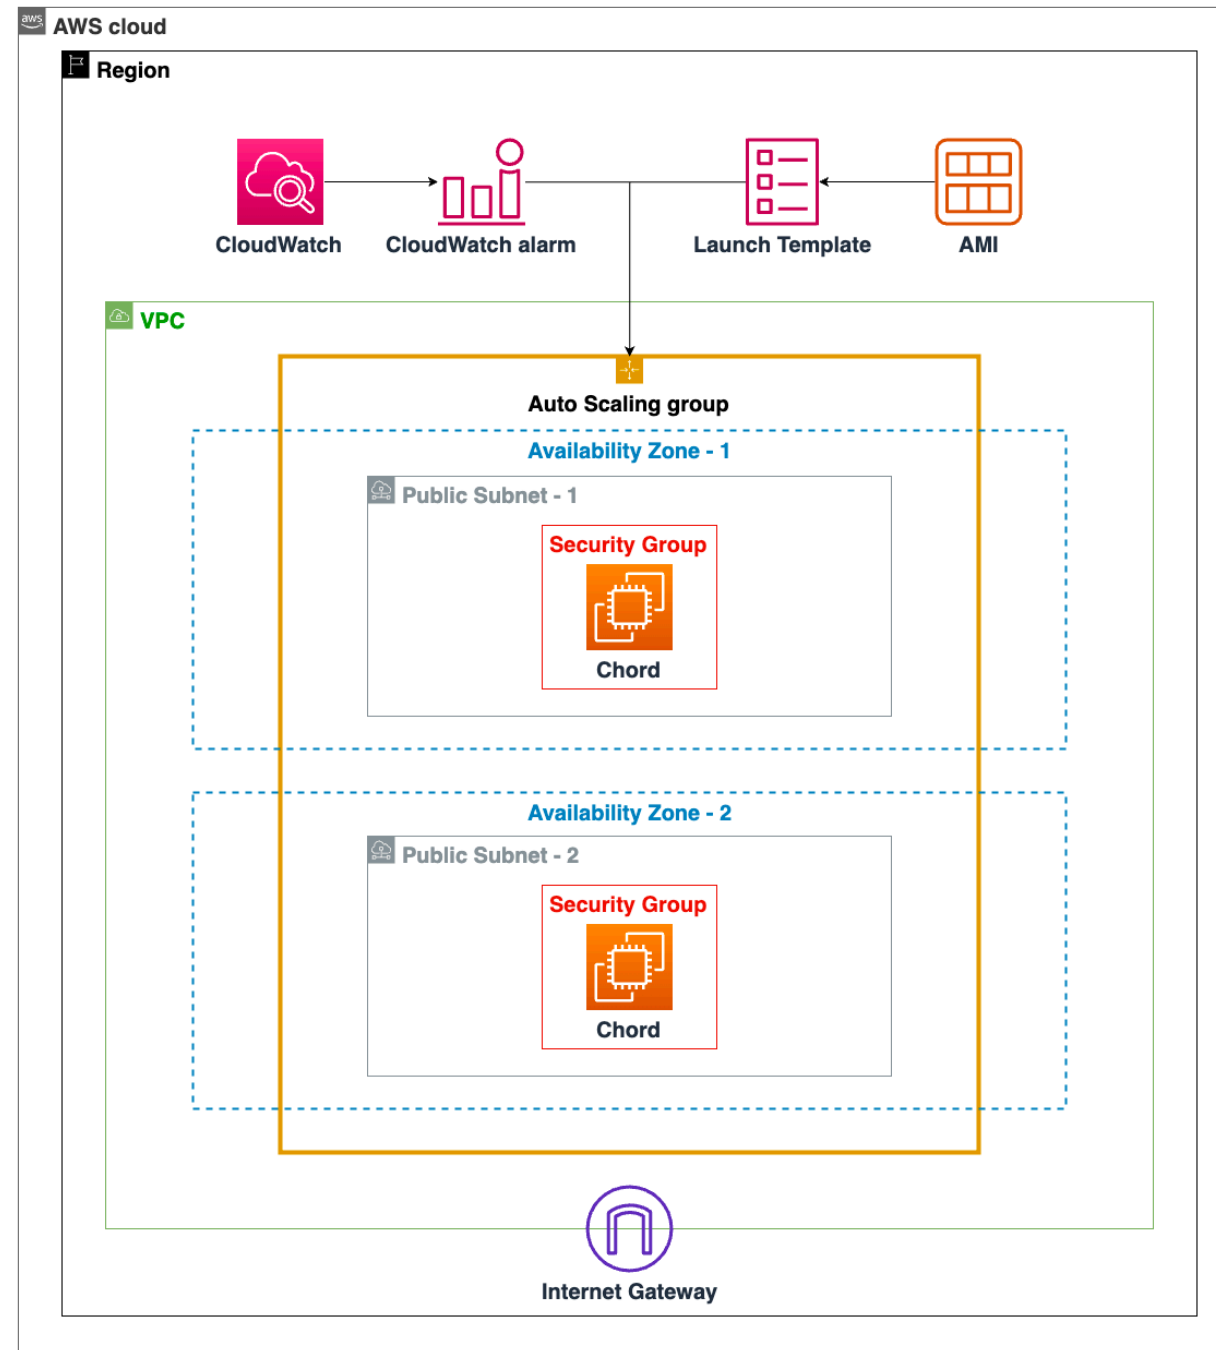 aws
AWS cloud
Region
CloudWatch
CloudWatch alarm
Launch Template
AMI
VPC
Auto Scaling group
Availability Zone - 1
Public Subnet - 1
Security Group
Chord
Availability Zone - 2
Public Subnet - 2
Security Group
Chord
Internet Gateway